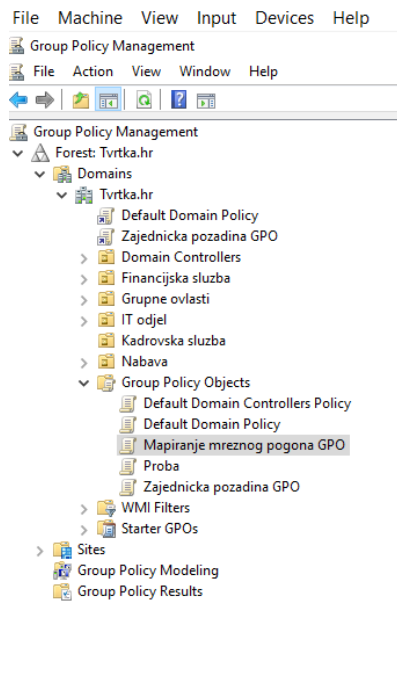 File Machine View Input Devices Help
Group Policy Management
File Action View Window Help
Group Policy Management
Forest: Tvrtka.hr
Domains
Tvrtka.hr
Default Domain Policy
Zajednicka pozadina GPO
Domain Controllers
Financijska sluzba
Grupne ovlasti
IT odjel
Kadrovska sluzba
Nabava
Group Policy Objects
Default Domain Controllers Policy
Default Domain Policy
Mapiranje mreznog pogona GPO
Proba
Zajednicka pozadina GPO
WMI Filters
Starter GPOs
Sites
Group Policy Modeling
Group Policy Results